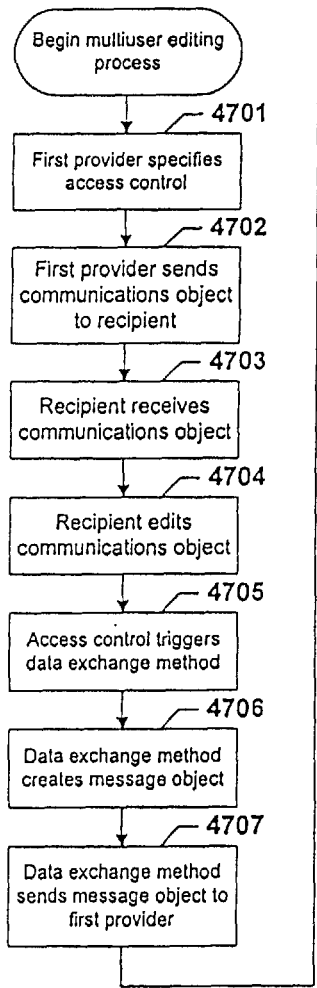 Begin multiuser editing
process
4701
First provider specifies
access control
4702
First provider sends
communications object
to recipient
4703
Recipient receives
communications object
4704
Recipient edits
communications object
4705
Access control triggers
data exchange method
4706
Data exchange method
creates message object
4707
Data exchange method
sends message object to
first provider